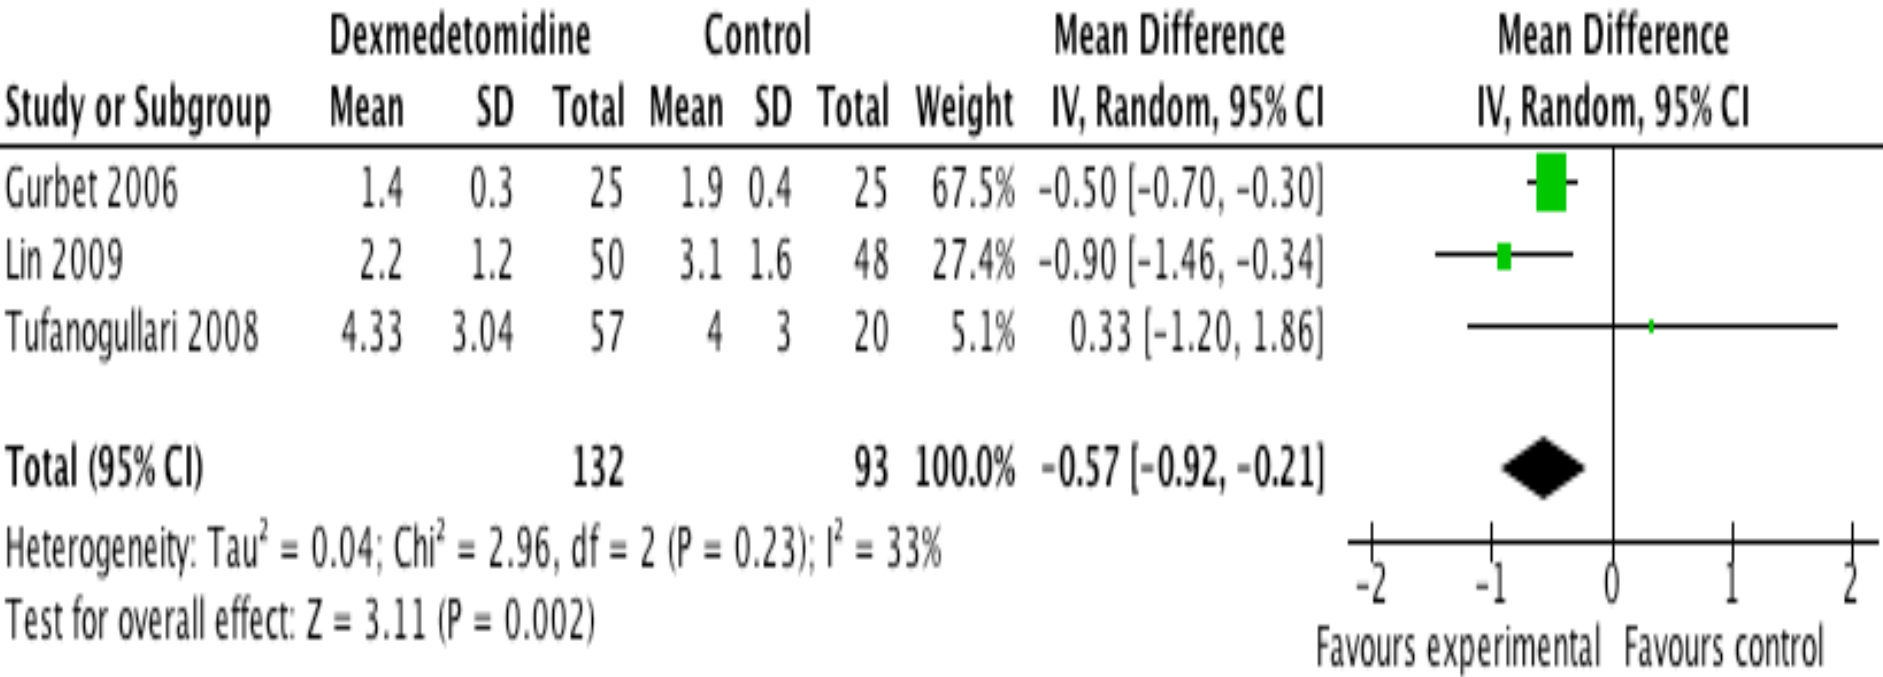 Dexmedetomidine Control Mean Difference Mean Difference
Study or Subgroup Mean SD Total Mean SD Total Weight IV, Random, 95% CI IV, Random, 95% CI
Gurbet 2006 1.4 0.3 25 1.9 0.4 25 67.5% −0.50 [−0.70, −0.30]
Lin 2009 2.2 1.2 50 3.1 1.6 48 27.4% −0.90 [−1.46, −0.34]
Tufanogullari 2008 4.33 3.04 57 4 3 20 5.1% 0.33 [−1.20, 1.86]
Total (95% CI) 132 93 100.0% −0.57 [−0.92, −0.21]
Heterogeneity: Tau² = 0.04; Chi² = 2.96, df = 2 (P = 0.23); I² = 33%
Test for overall effect: Z = 3.11 (P = 0.002)
−2 −1 0 1 2
Favours experimental Favours control